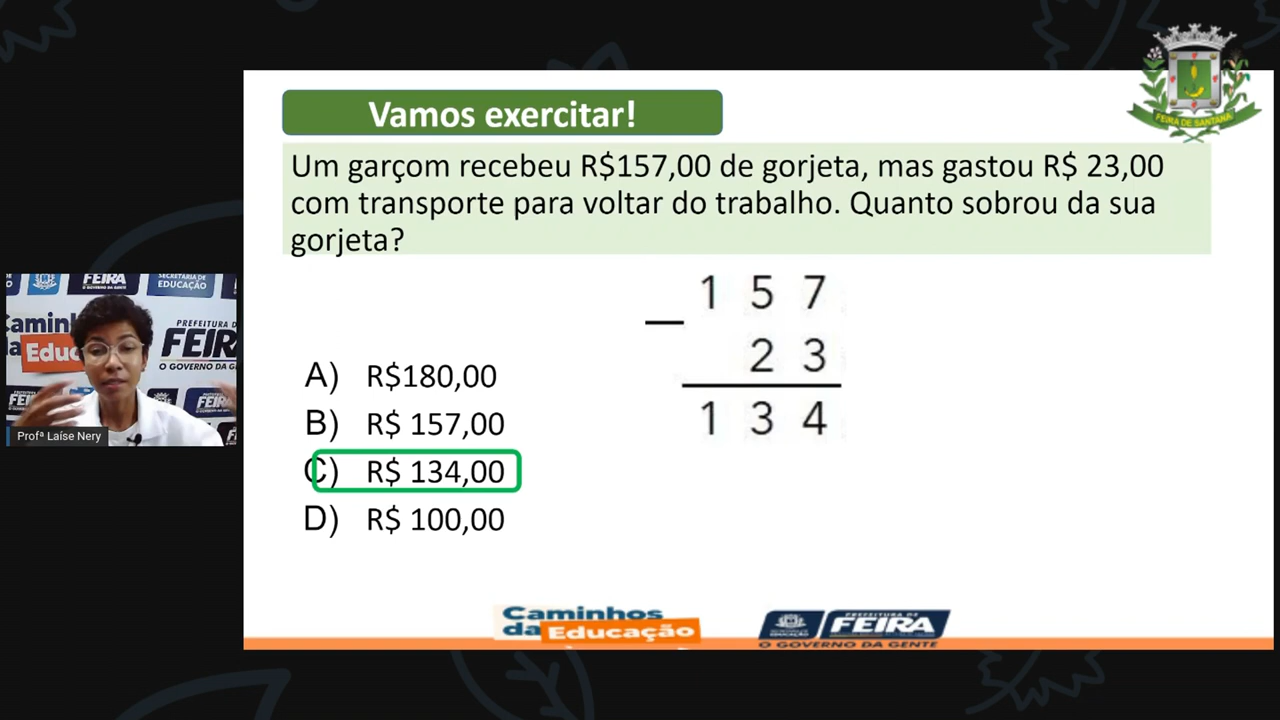 FEIRA DE SANTANA
Vamos exercitar!
Um garçom recebeu R$157,00 de gorjeta, mas gastou R$ 23,00
com transporte para voltar do trabalho. Quanto sobrou da sua
gorjeta?
1 5 7
–
2 3
1 3 4
A) R$180,00
B) R$ 157,00
C) R$ 134,00
D) R$ 100,00
FEIRA
SECRETARIA DE
EDUCAÇÃO
PREFEITURA DE
FEIRA
O GOVERNO DA
Profª Laíse Nery
Caminhos
da Educação
PREFEITURA DE
FEIRA
O GOVERNO DA GENTE